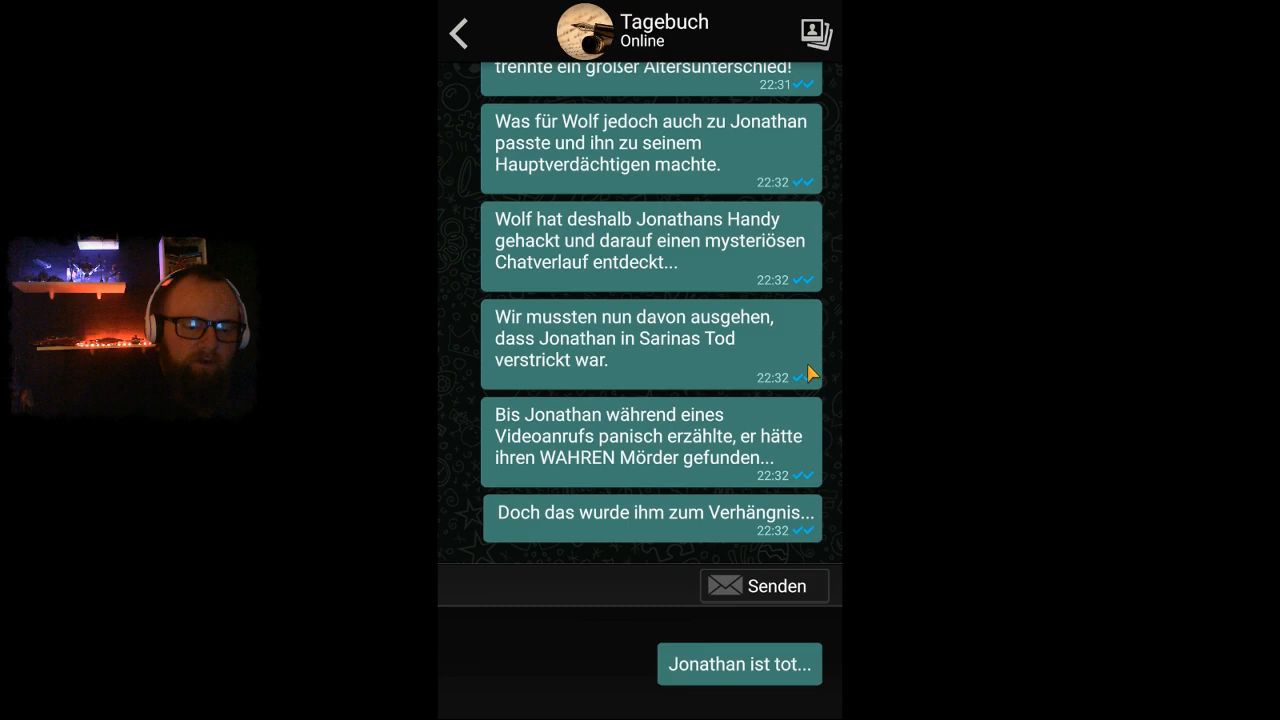 Tagebuch
Online
trennte ein großer Altersunterschied!
22:31
Was für Wolf jedoch auch zu Jonathan
passte und ihn zu seinem
Hauptverdächtigen machte.
22:32
Wolf hat deshalb Jonathans Handy
gehackt und darauf einen mysteriösen
Chatverlauf entdeckt...
22:32
Wir mussten nun davon ausgehen,
dass Jonathan in Sarinas Tod
verstrickt war.
22:32
Bis Jonathan während eines
Videoanrufs panisch erzählte, er hätte
ihren WAHREN Mörder gefunden...
22:32
Doch das wurde ihm zum Verhängnis...
22:32
Senden
Jonathan ist tot...